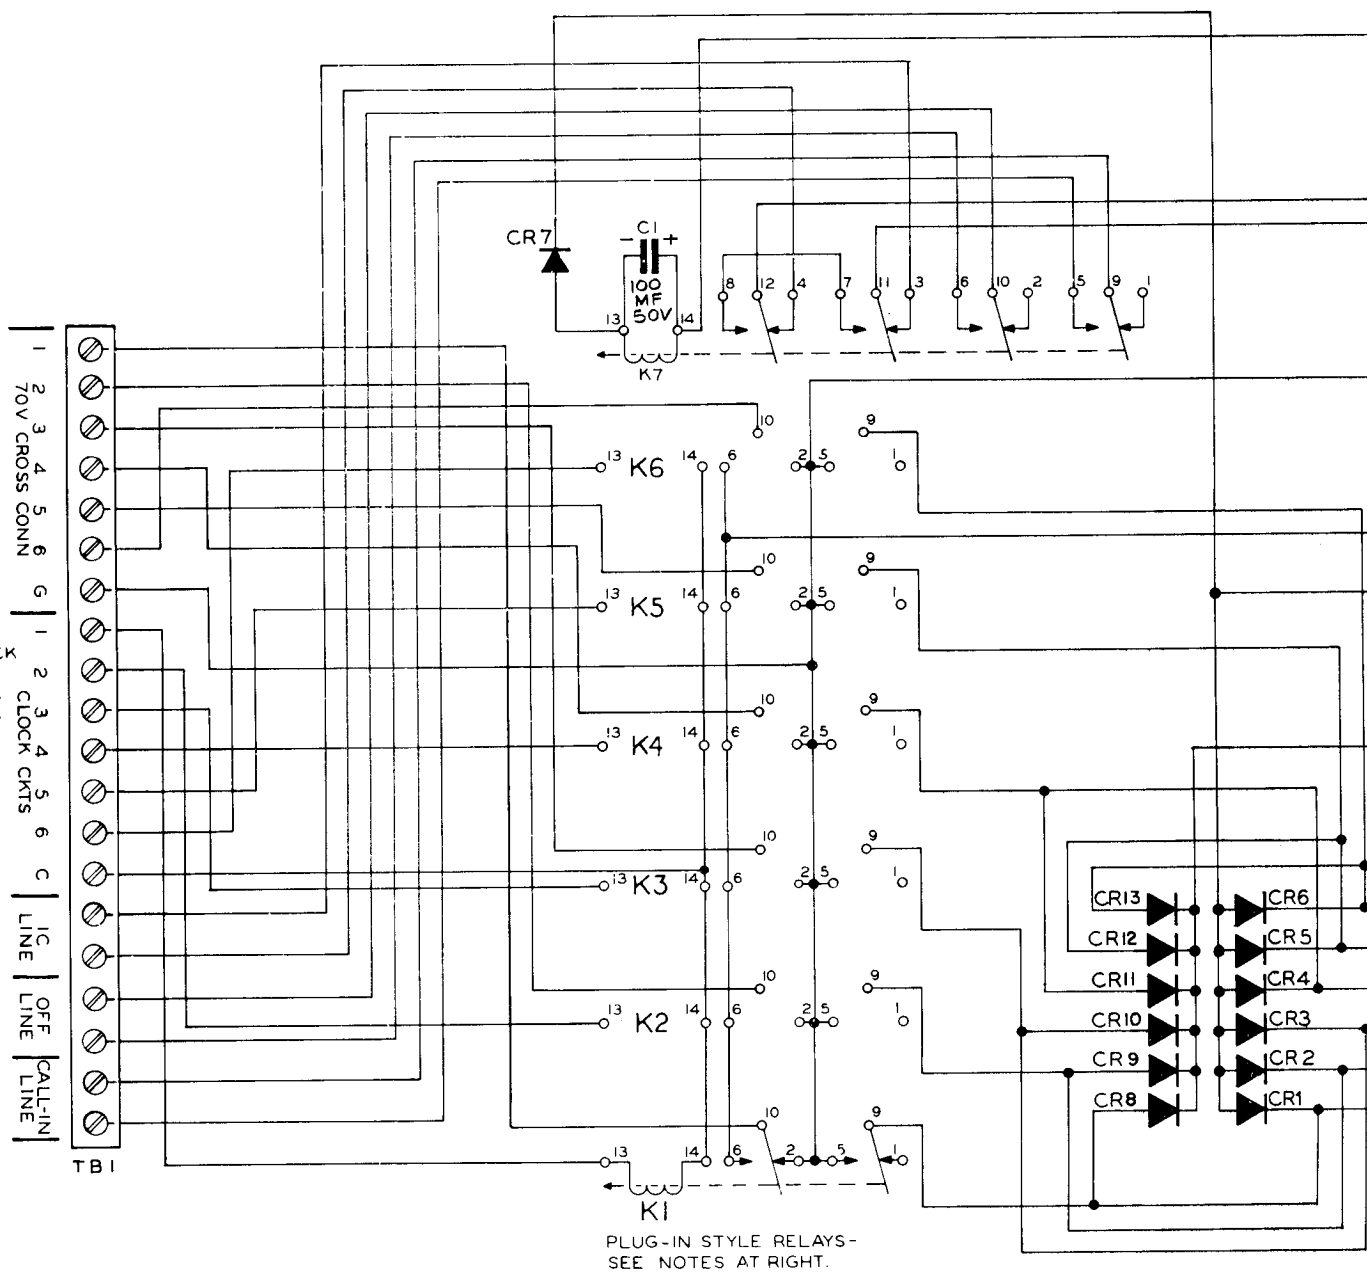 CR7
C1
- +
100
MF
50V
8 12 4 7 11 3 6 10 2 5 9 1
13 14
K7
1
2
3
4
5
6
G
70V CROSS CONN
1
2
3
4
5
6
C
CLOCK CKTS
IC
LINE
OFF
LINE
CALL-IN
LINE
TB1
CK
10 9
13 K6 14 6 2 5 1
10 9
13 K5 14 6 2 5 1
10 9
13 K4 14 6 2 5 1
10 9
13 K3 14 6 2 5 1
10 9
13 K2 14 6 2 5 1
10 9
13 14 6 2 5 1
K1
CR13 CR6
CR12 CR5
CR11 CR4
CR10 CR3
CR9 CR2
CR8 CR1
PLUG-IN STYLE RELAYS-
SEE NOTES AT RIGHT.